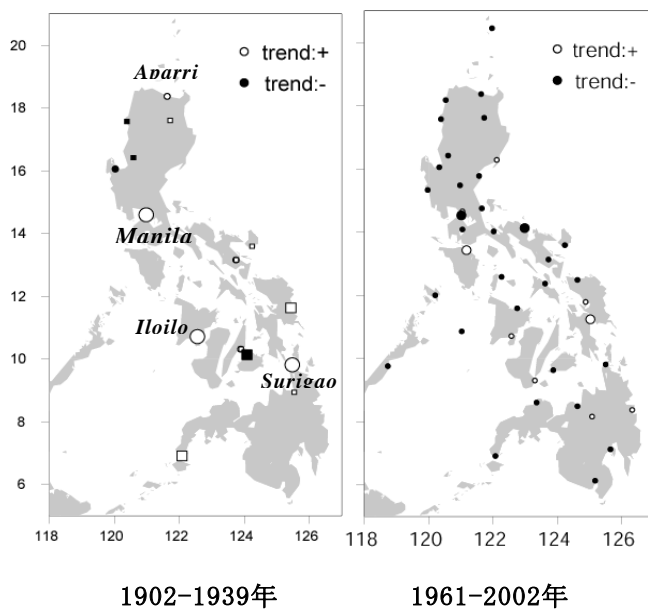 20
18
16
14
12
10
8
6
118 120 122 124 126
trend:+
trend:-
Aparri
Manila
Iloilo
Surigao
1902-1939年
20
18
16
14
12
10
8
6
118 120 122 124 126
trend:+
trend:-
1961-2002年